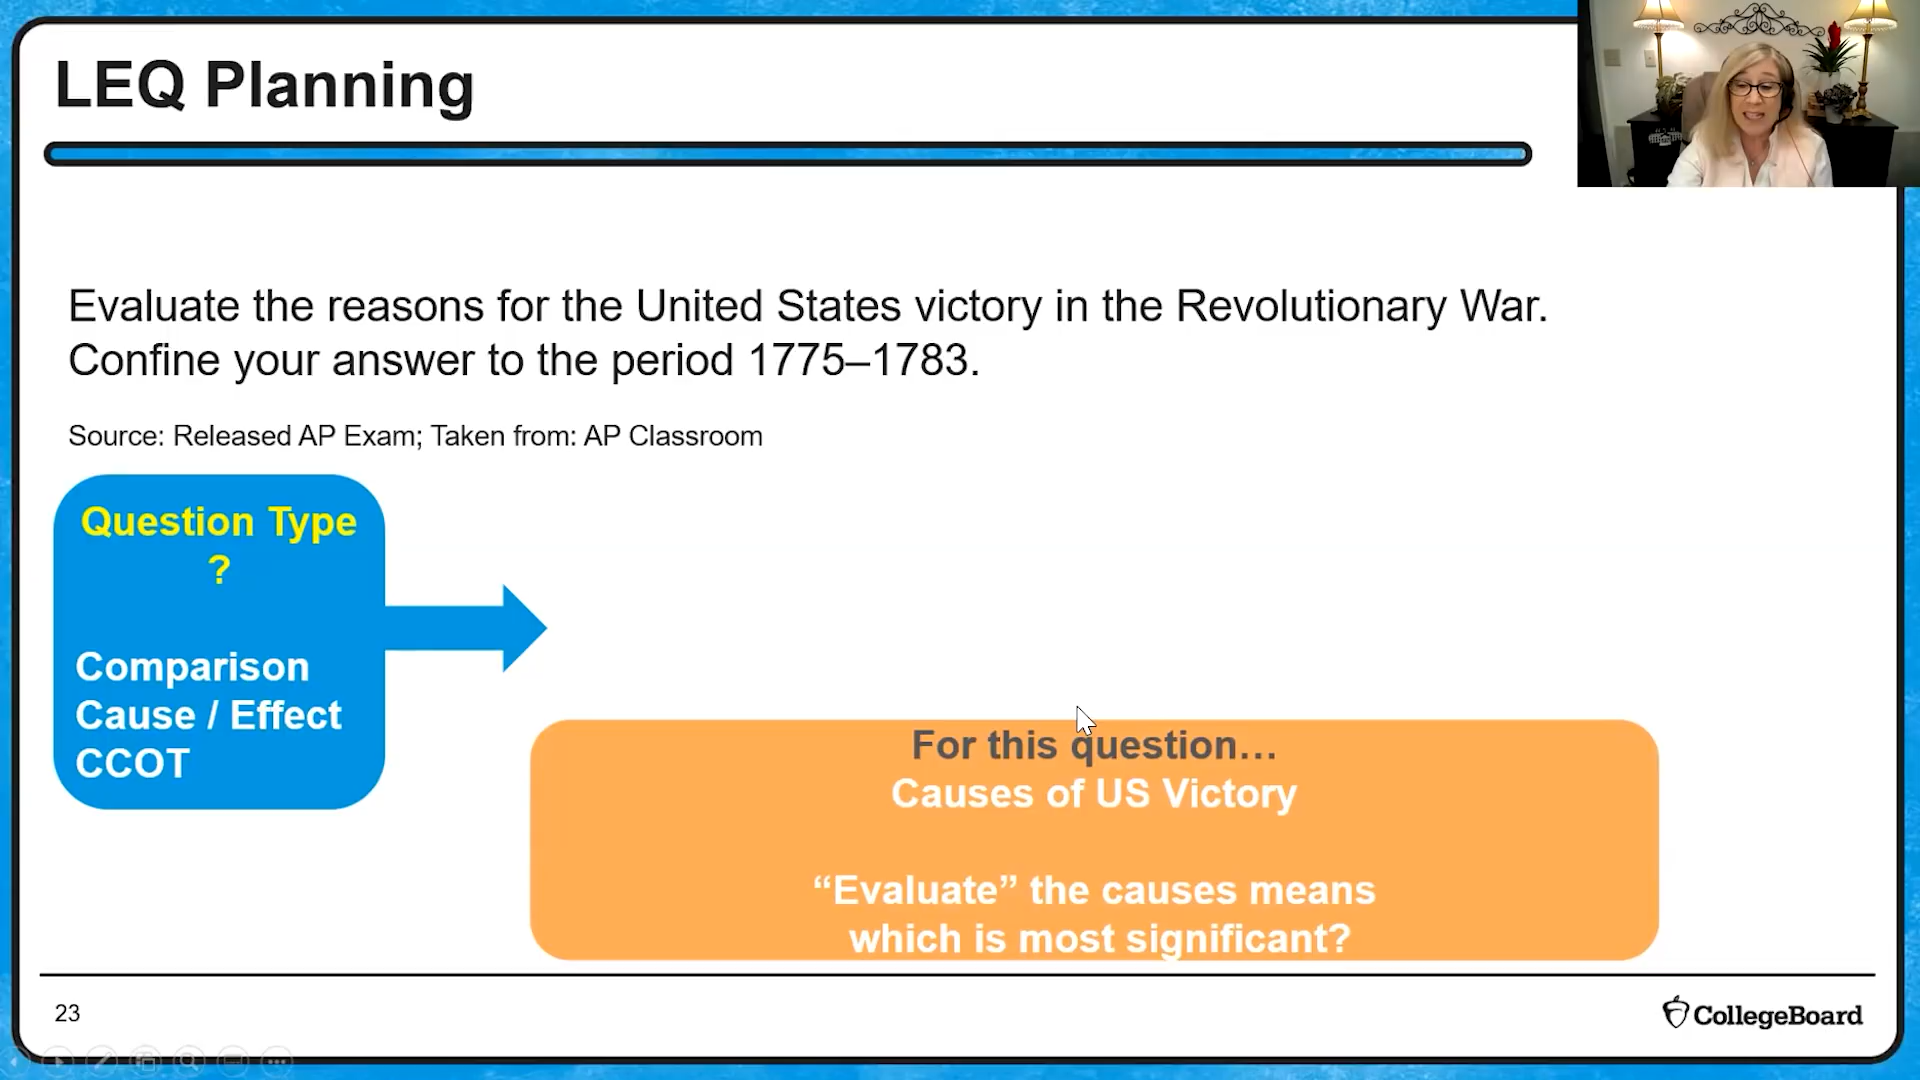 LEQ Planning
Evaluate the reasons for the United States victory in the Revolutionary War.
Confine your answer to the period 1775–1783.
Source: Released AP Exam; Taken from: AP Classroom
Question Type
?
Comparison
Cause / Effect
CCOT
For this question…
Causes of US Victory
“Evaluate” the causes means
which is most significant?
23
CollegeBoard